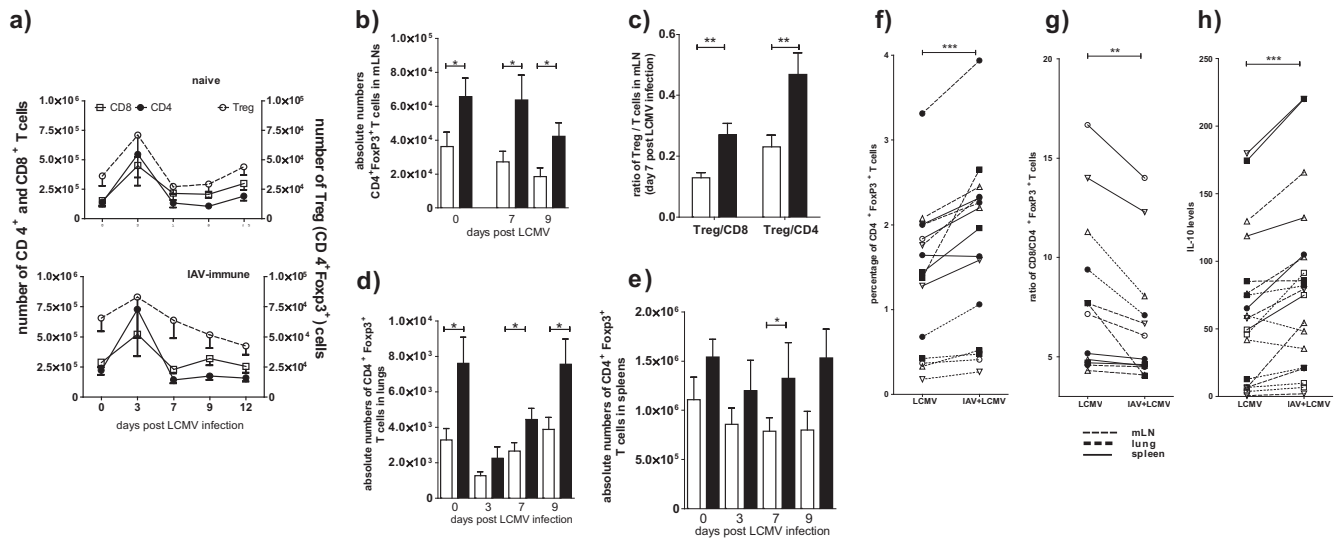 a)
naive
1.0×10⁶
7.5×10⁵
5.0×10⁵
2.5×10⁵
0
CD8 CD4 Treg
1.0×10⁵
7.5×10⁴
5.0×10⁴
2.5×10⁴
0
number of CD 4⁺ and CD8⁺ T cells
number of Treg (CD 4⁺Foxp3⁺) cells
IAV-immune
1.0×10⁶
7.5×10⁵
5.0×10⁵
2.5×10⁵
0
1.0×10⁵
7.5×10⁴
5.0×10⁴
2.5×10⁴
0
0 3 7 9 12
days post LCMV infection
b)
absolute numbers
CD4⁺FoxP3⁺T cells in mLNs
1.0×10⁵
8.0×10⁴
6.0×10⁴
4.0×10⁴
2.0×10⁴
0
* * *
0 7 9
days post LCMV
c)
ratio of Treg / T cells in mLN
(day 7 post LCMV infection)
0.6
0.4
0.2
0.0
** **
Treg/CD8 Treg/CD4
d)
absolute numbers of CD4⁺ Foxp3⁺
T cells in lungs
1.0×10⁴
8.0×10³
6.0×10³
4.0×10³
2.0×10³
0
* * *
0 3 7 9
days post LCMV infection
e)
absolute numbers of CD4⁺ Foxp3⁺
T cells in spleens
2.0×10⁶
1.5×10⁶
1.0×10⁶
5.0×10⁵
0
*
0 3 7 9
days post LCMV infection
f)
percentage of CD4⁺ FoxP3⁺ T cells
5
4
3
2
1
0
***
LCMV IAV+LCMV
g)
ratio of CD8/CD4⁺ FoxP3⁺ T cells
20
15
10
5
**
LCMV IAV+LCMV
mLN
lung
spleen
h)
IL-10 levels
250
200
150
100
50
0
***
LCMV IAV+LCMV